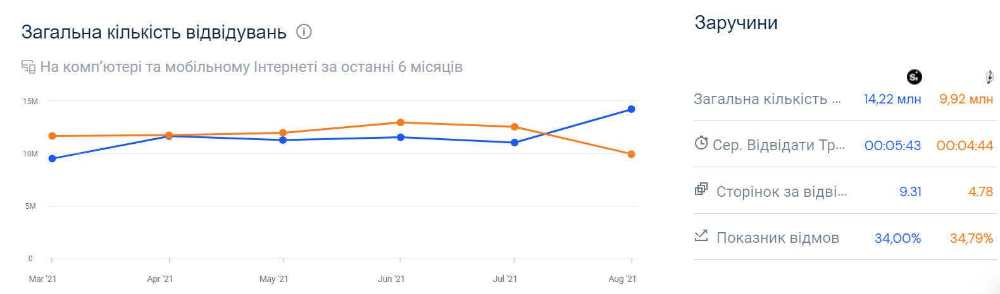 Загальна кількість відвідувань
На комп’ютері та мобільному Інтернеті за останні 6 місяців
15M
10M
5M
0
Mar '21 Apr '21 May '21 Jun '21 Jul '21 Aug '21
Заручини
Si
Загальна кількість ... 14,22 млн 9,92 млн
Сер. Відвідати Тр... 00:05:43 00:04:44
Сторінок за відві... 9.31 4.78
Показник відмов 34,00% 34,79%